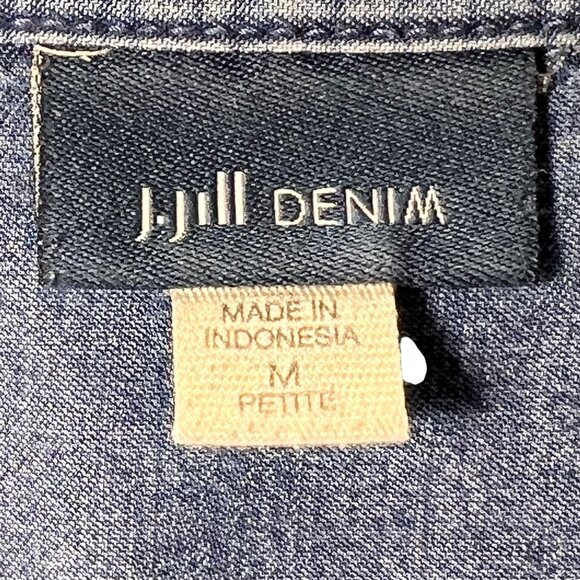 J.Jill DENIM
MADE IN
INDONESIA
M
PETITE